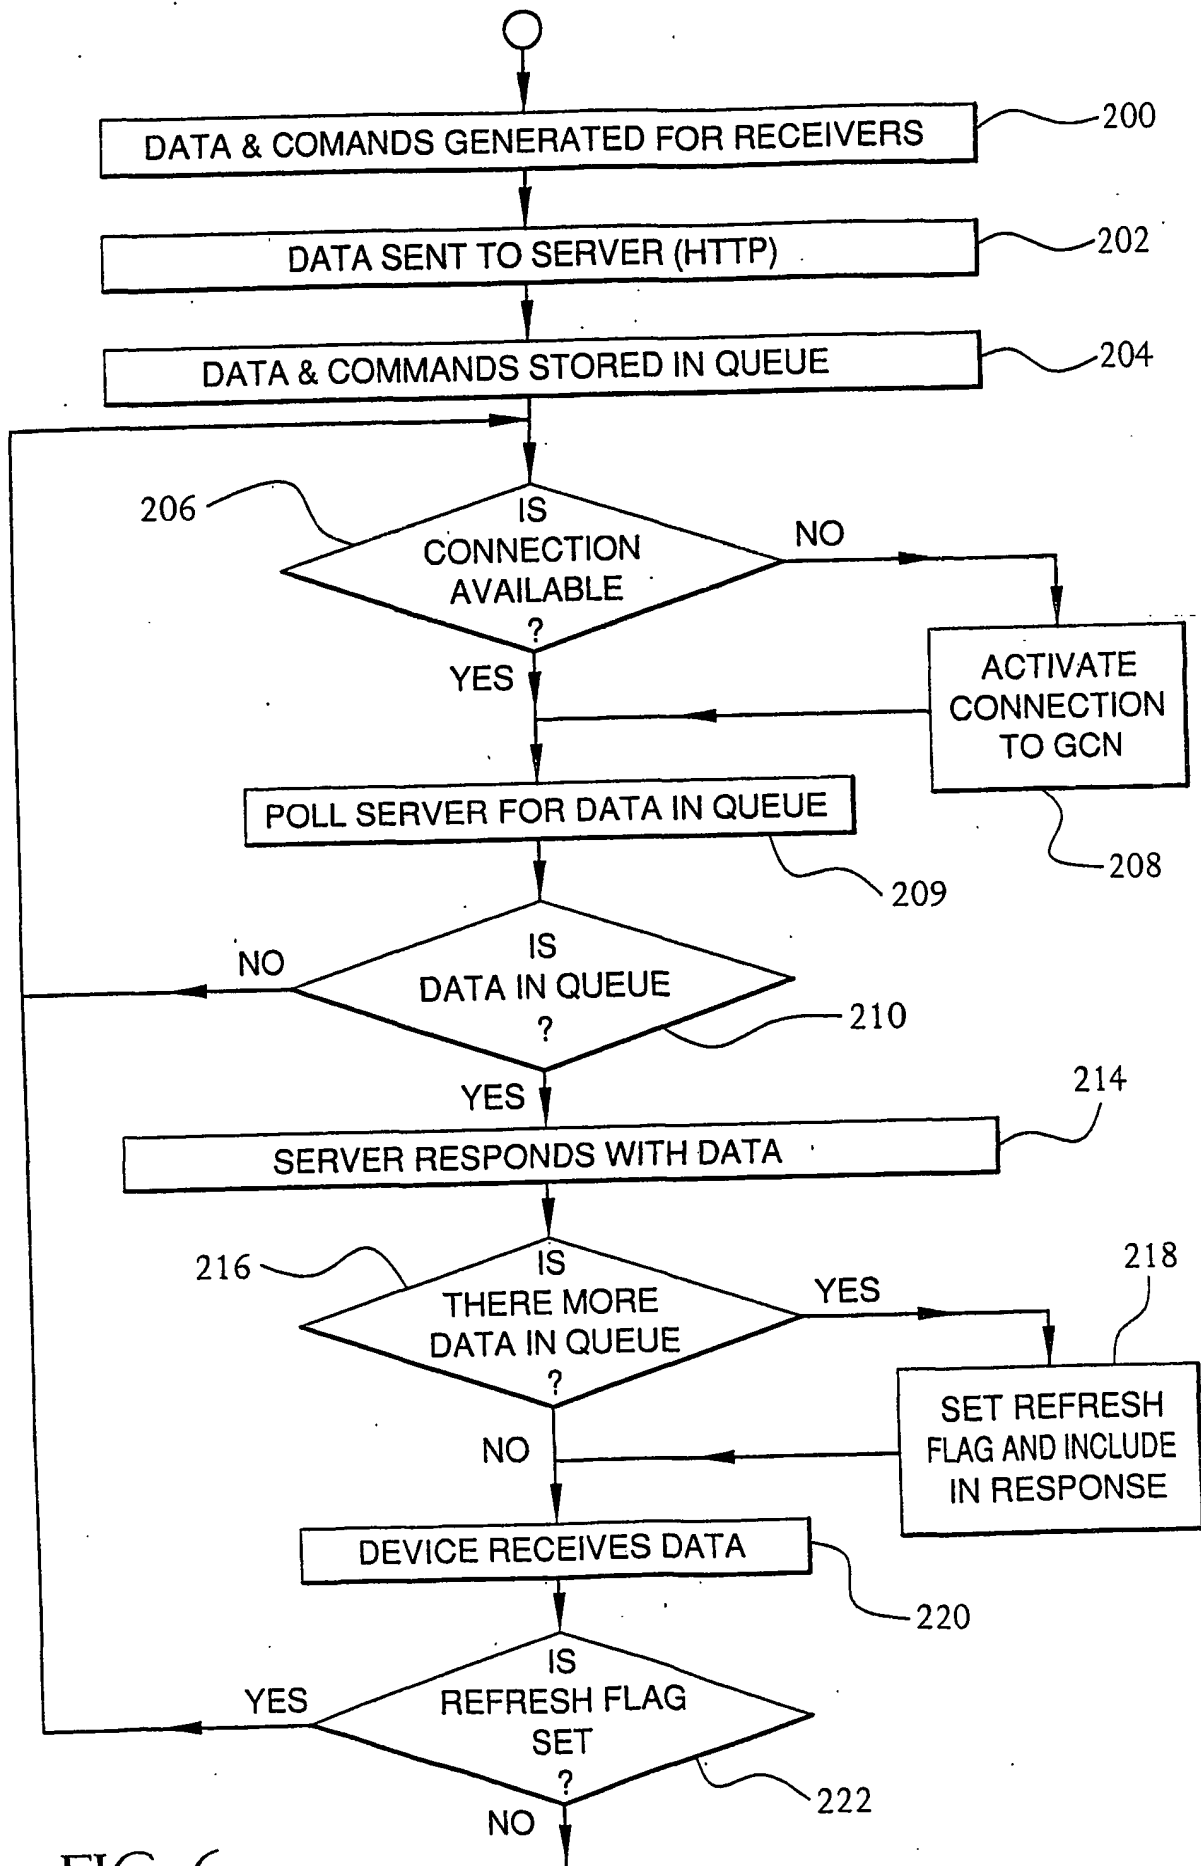 DATA & COMANDS GENERATED FOR RECEIVERS
200
DATA SENT TO SERVER (HTTP)
202
DATA & COMMANDS STORED IN QUEUE
204
206
IS
CONNECTION
AVAILABLE
?
NO
YES
ACTIVATE
CONNECTION
TO GCN
208
POLL SERVER FOR DATA IN QUEUE
209
IS
DATA IN QUEUE
?
NO
210
YES
214
SERVER RESPONDS WITH DATA
216
IS
THERE MORE
DATA IN QUEUE
?
YES
218
NO
SET REFRESH
FLAG AND INCLUDE
IN RESPONSE
DEVICE RECEIVES DATA
220
IS
REFRESH FLAG
SET
?
YES
222
NO
FIG. 6